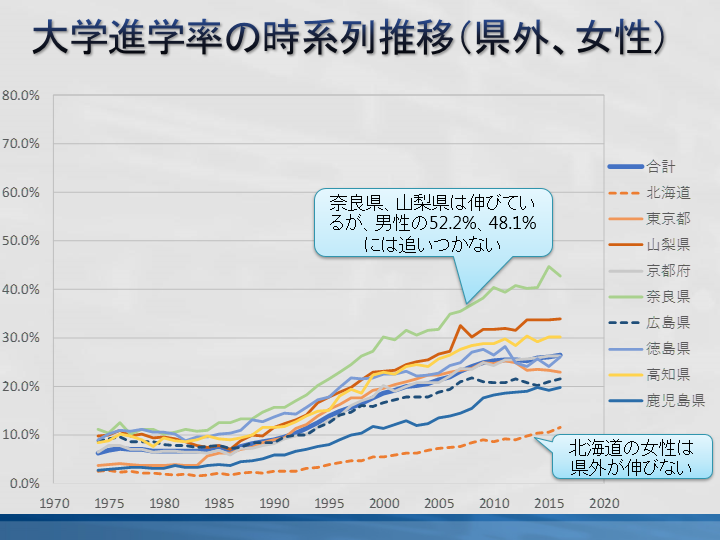 大学進学率の時系列推移（県外、女性）
80.0%
70.0%
60.0%
50.0%
40.0%
30.0%
20.0%
10.0%
0.0%
1970 1975 1980 1985 1990 1995 2000 2005 2010 2015 2020
奈良県、山梨県は伸びてい
るが、男性の52.2%、48.1%
には追いつかない
北海道の女性は
県外が伸びない
合計
北海道
東京都
山梨県
京都府
奈良県
広島県
徳島県
高知県
鹿児島県